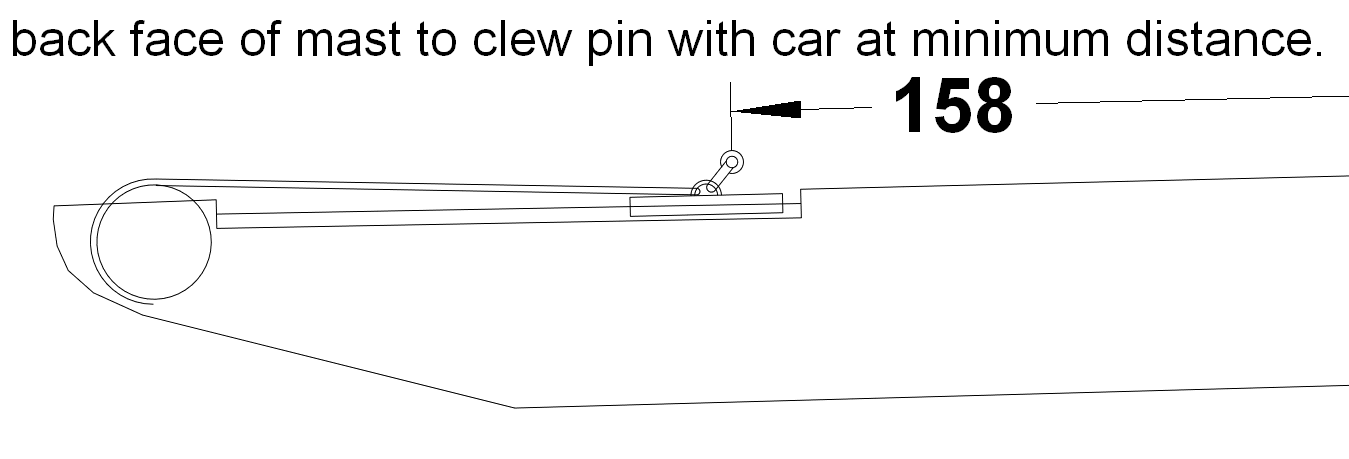 back face of mast to clew pin with car at minimum distance.
158